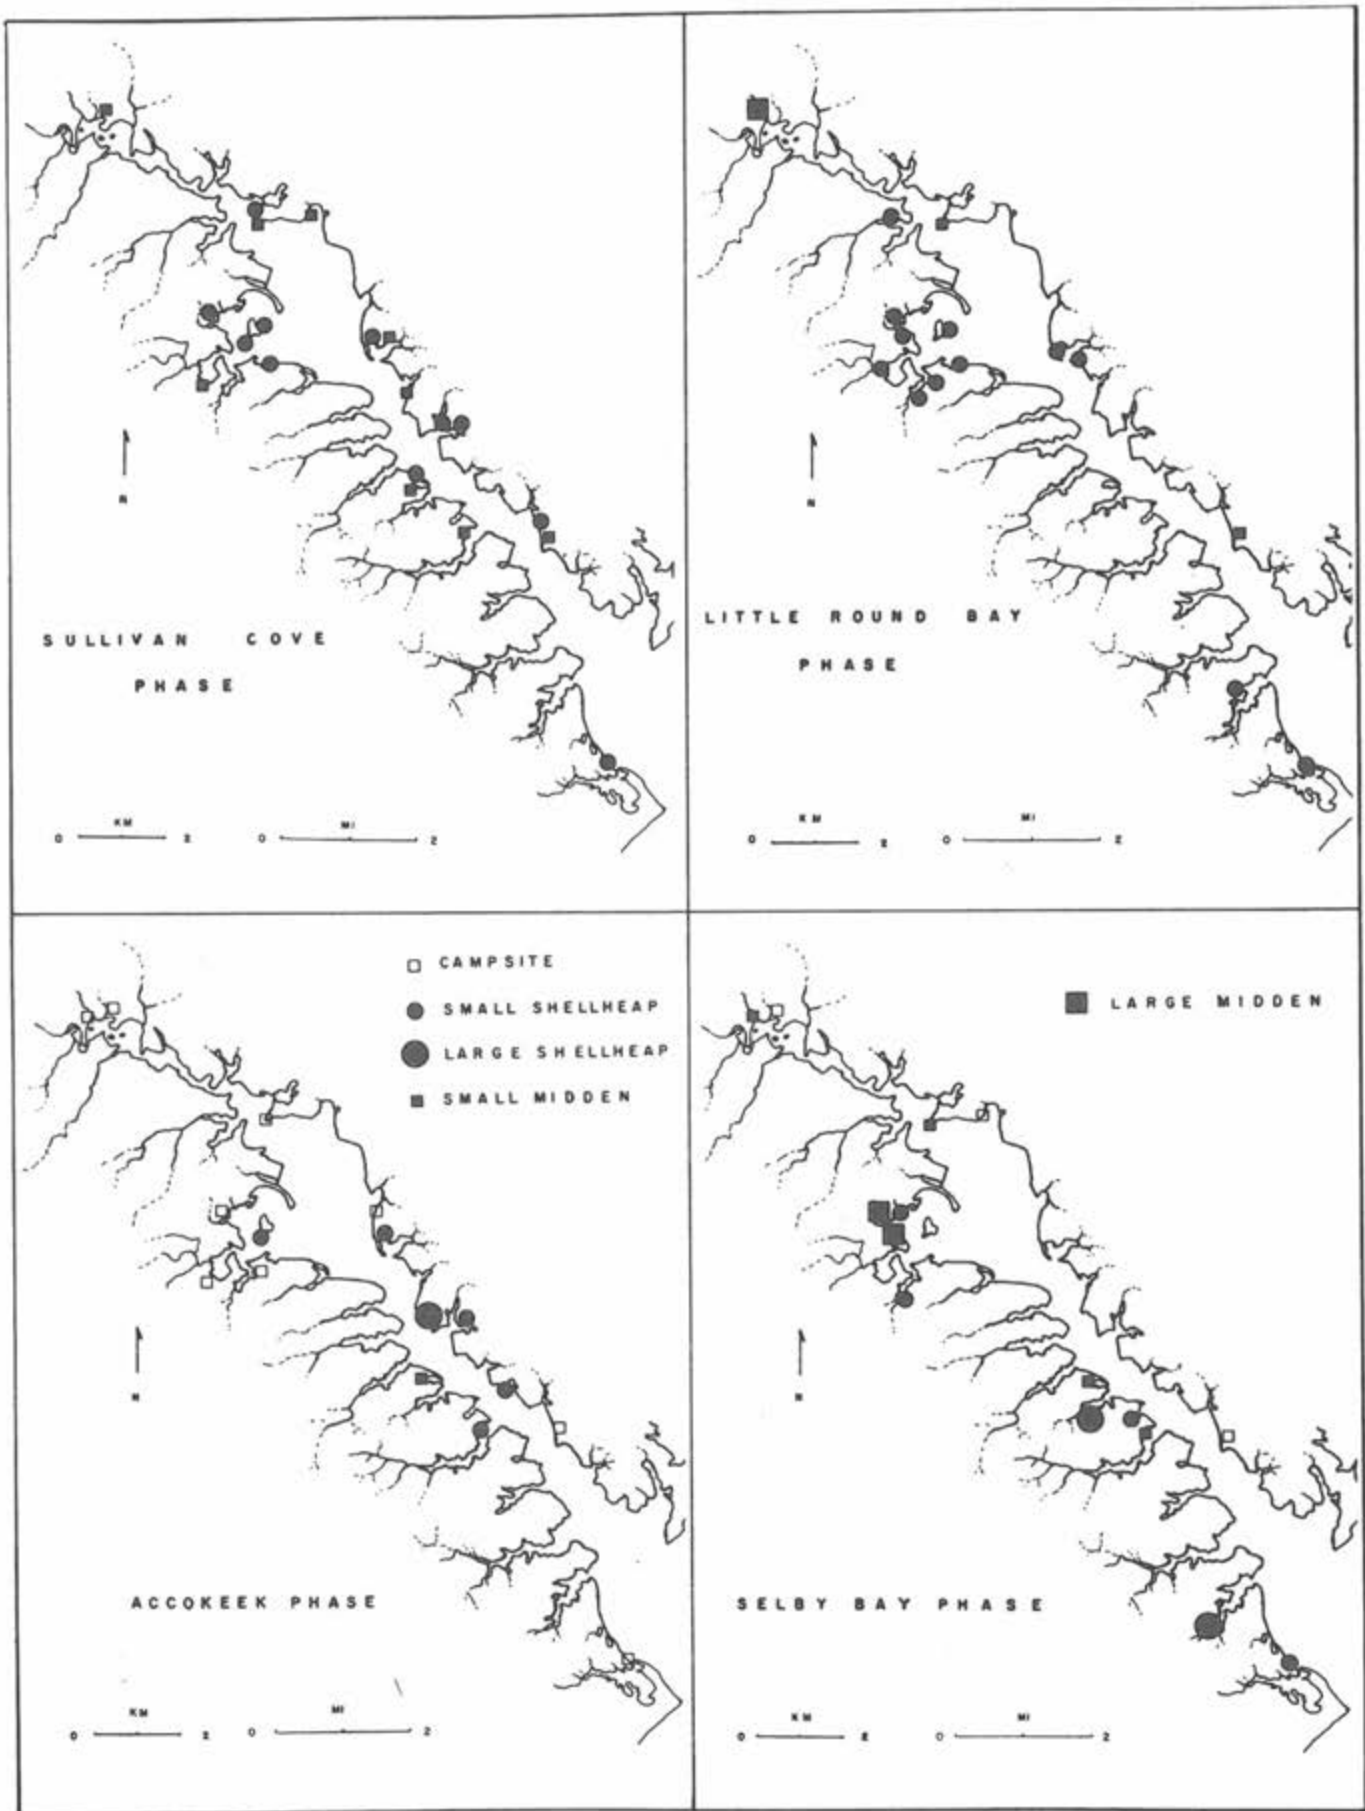 N
SULLIVAN COVE
PHASE
KM
0 2
MI
0 2
N
LITTLE ROUND BAY
PHASE
KM
0 2
MI
0 2
CAMPSITE
SMALL SHELLHEAP
LARGE SHELLHEAP
SMALL MIDDEN
N
ACCOKEEK PHASE
KM
0 2
MI
0 2
LARGE MIDDEN
N
SELBY BAY PHASE
KM
0 2
MI
0 2